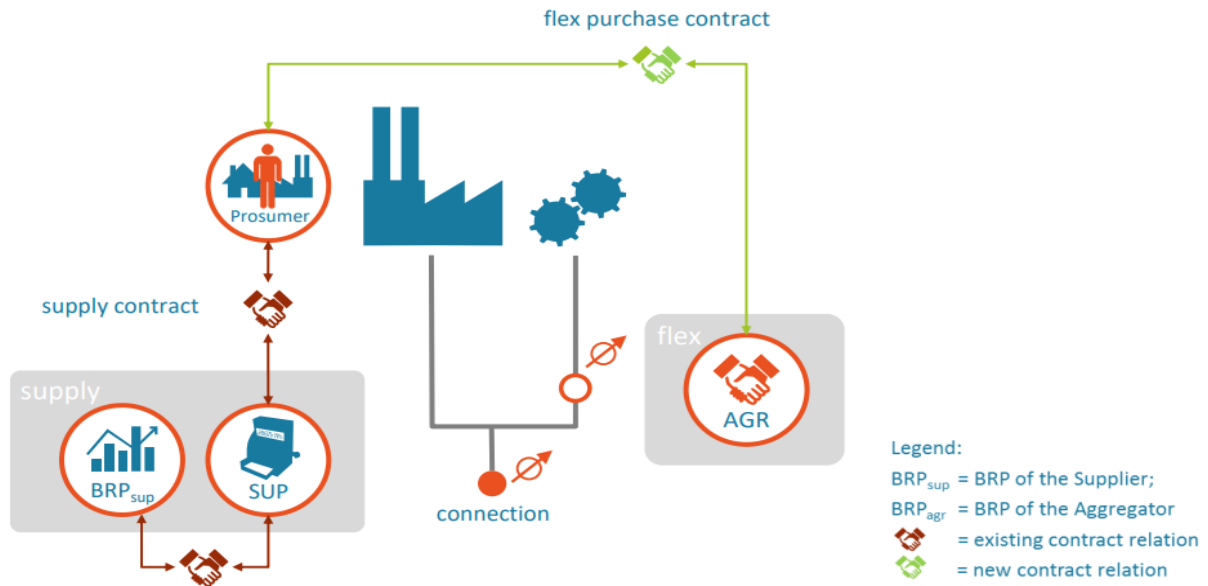 flex purchase contract
Prosumer
supply contract
flex
supply
AGR
BRPsup
SUP
connection
Legend:
BRPsup = BRP of the Supplier;
BRPagr = BRP of the Aggregator
= existing contract relation
= new contract relation